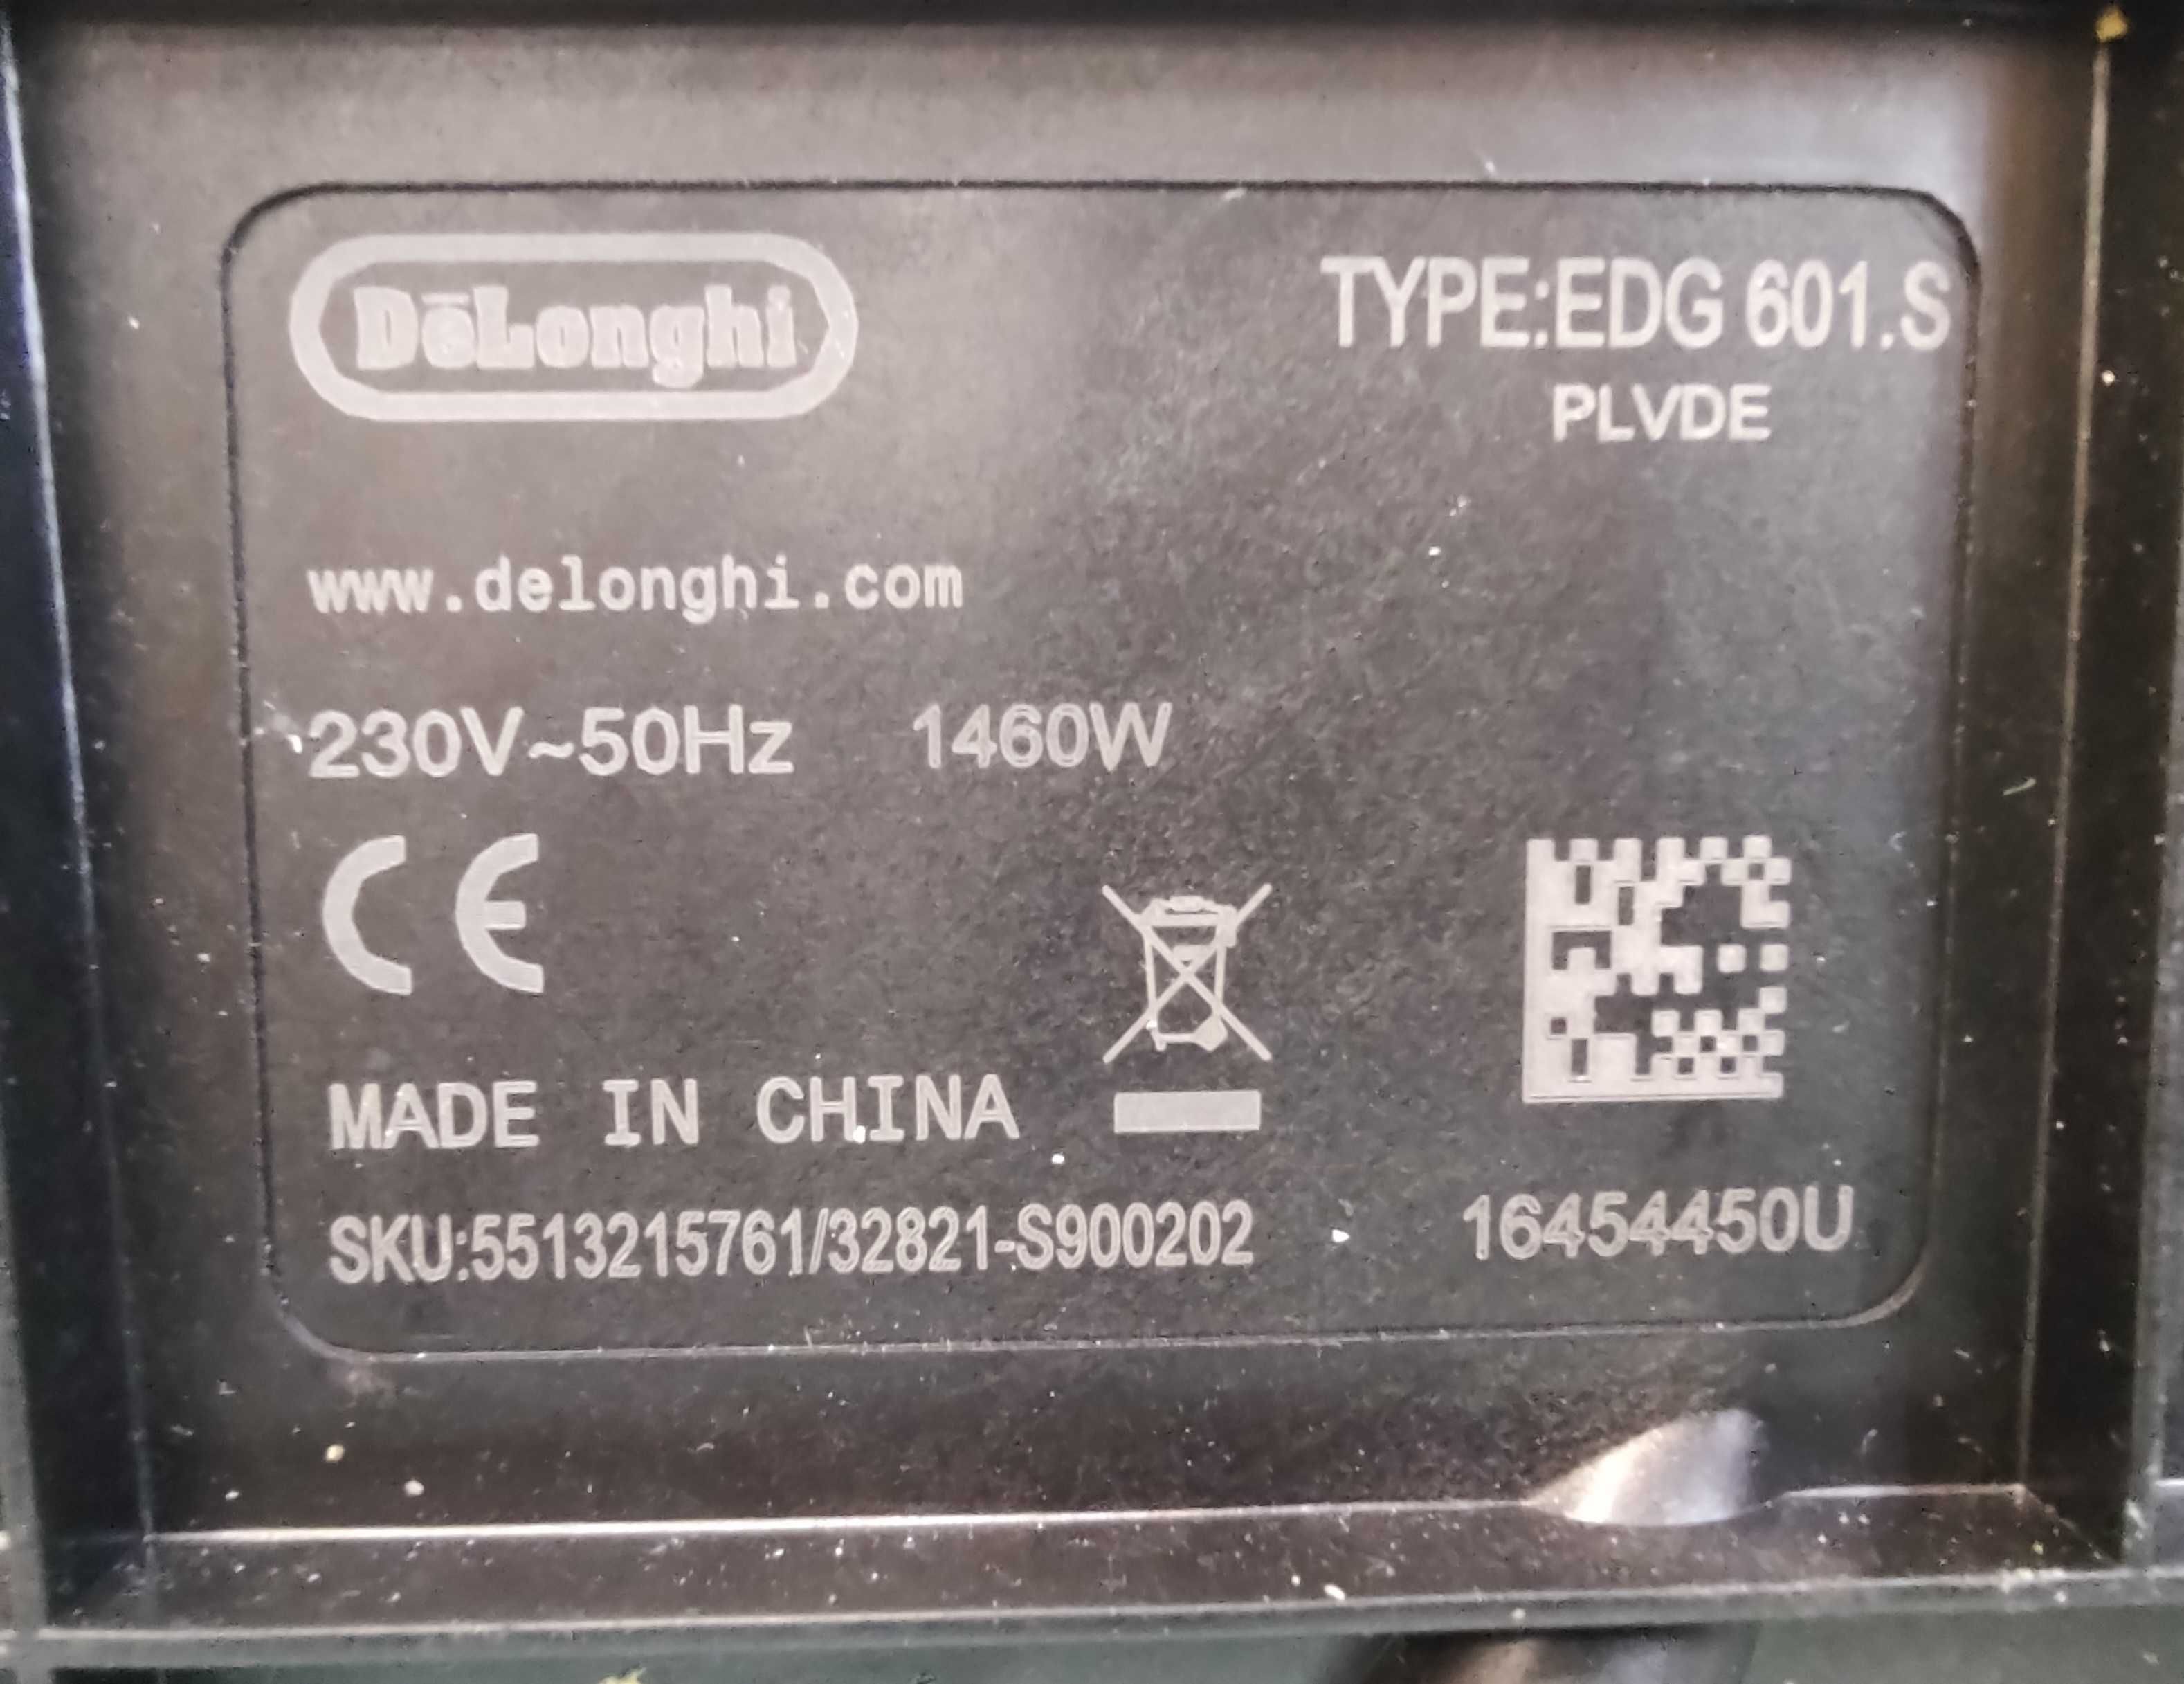 DēLonghi
TYPE:EDG 601.S
PLVDE
www.delonghi.com
230V~50Hz 1460W
CE
MADE IN CHINA
SKU:5513215761/32821-S900202
16454450U